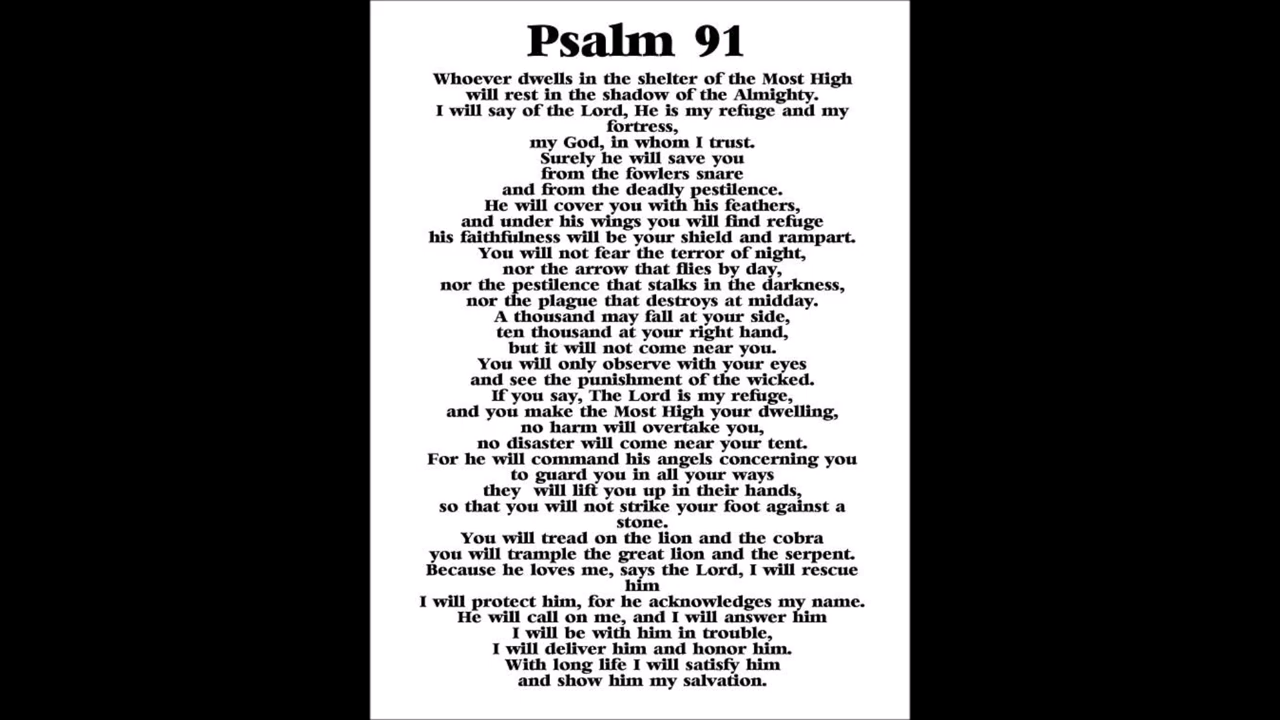 Psalm 91
Whoever dwells in the shelter of the Most High
will rest in the shadow of the Almighty.
I will say of the Lord, He is my refuge and my
fortress,
my God, in whom I trust.
Surely he will save you
from the fowlers snare
and from the deadly pestilence.
He will cover you with his feathers,
and under his wings you will find refuge
his faithfulness will be your shield and rampart.
You will not fear the terror of night,
nor the arrow that flies by day,
nor the pestilence that stalks in the darkness,
nor the plague that destroys at midday.
A thousand may fall at your side,
ten thousand at your right hand,
but it will not come near you.
You will only observe with your eyes
and see the punishment of the wicked.
If you say, The Lord is my refuge,
and you make the Most High your dwelling,
no harm will overtake you,
no disaster will come near your tent.
For he will command his angels concerning you
to guard you in all your ways
they  will lift you up in their hands,
so that you will not strike your foot against a
stone.
You will tread on the lion and the cobra
you will trample the great lion and the serpent.
Because he loves me, says the Lord, I will rescue
him
I will protect him, for he acknowledges my name.
He will call on me, and I will answer him
I will be with him in trouble,
I will deliver him and honor him.
With long life I will satisfy him
and show him my salvation.